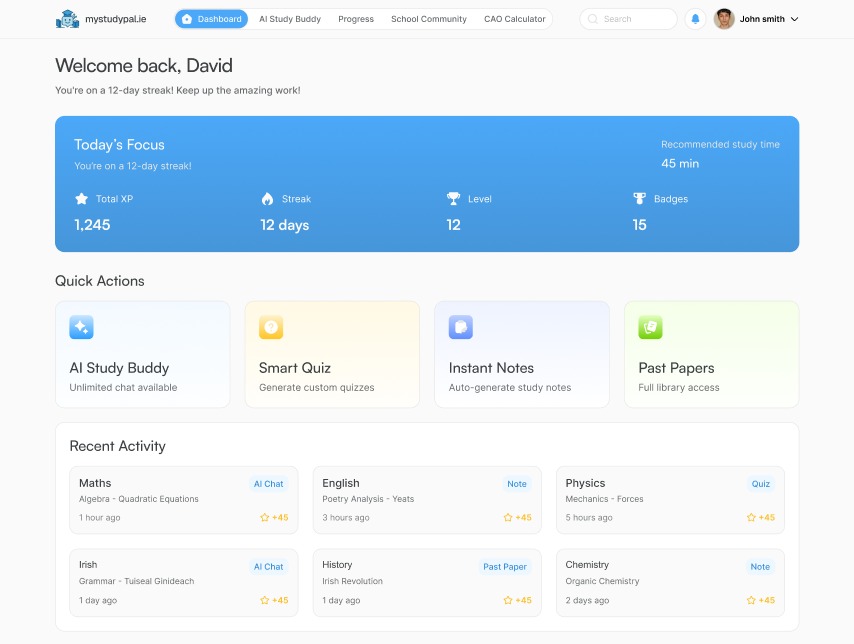 mystudypal.ie
Dashboard
AI Study Buddy
Progress
School Community
CAO Calculator
Search
John smith
Welcome back, David
You're on a 12-day streak! Keep up the amazing work!
Today's Focus
You're on a 12-day streak!
Recommended study time
45 min
Total XP
1,245
Streak
12 days
Level
12
Badges
15
Quick Actions
AI Study Buddy
Unlimited chat available
Smart Quiz
Generate custom quizzes
Instant Notes
Auto-generate study notes
Past Papers
Full library access
Recent Activity
Maths
AI Chat
Algebra - Quadratic Equations
1 hour ago
+45
English
Note
Poetry Analysis - Yeats
3 hours ago
+45
Physics
Quiz
Mechanics - Forces
5 hours ago
+45
Irish
AI Chat
Grammar - Tuiseal Ginideach
1 day ago
+45
History
Past Paper
Irish Revolution
1 day ago
+45
Chemistry
Note
Organic Chemistry
2 days ago
+45